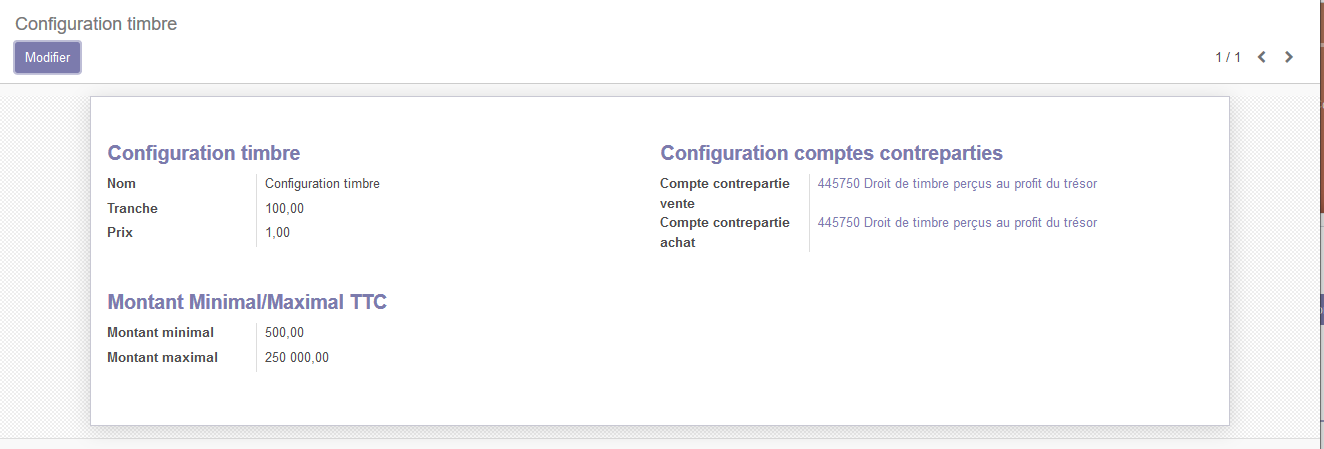 Configuration timbre
Modifier
1 / 1
Configuration timbre
Nom Configuration timbre
Tranche 100,00
Prix 1,00
Configuration comptes contreparties
Compte contrepartie vente 445750 Droit de timbre perçus au profit du trésor
Compte contrepartie achat 445750 Droit de timbre perçus au profit du trésor
Montant Minimal/Maximal TTC
Montant minimal 500,00
Montant maximal 250 000,00